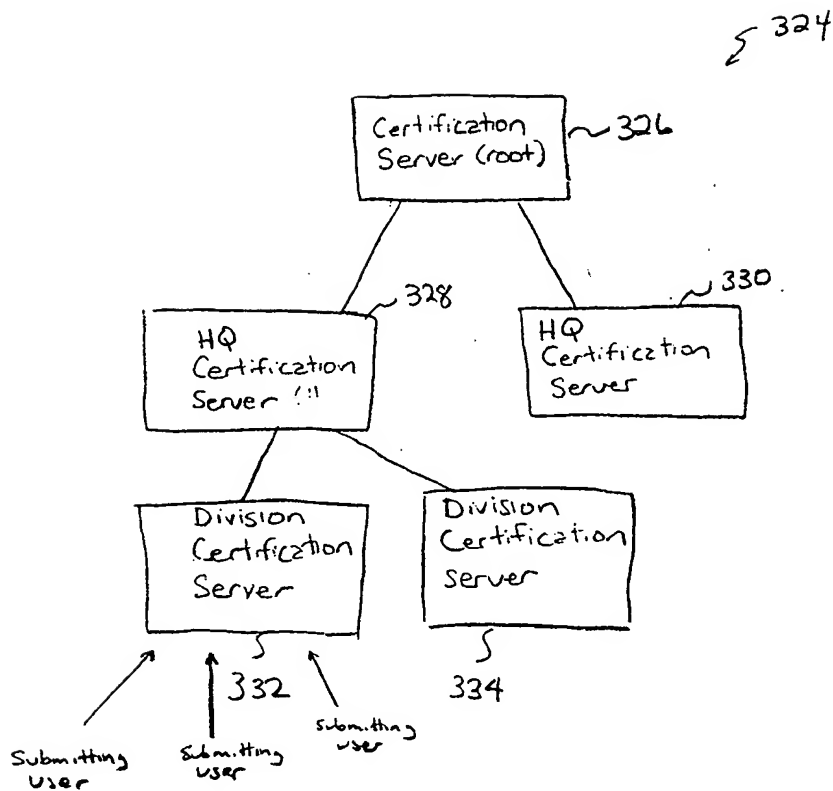 324
Certification
Server (root)
326
328
330
HQ
Certification
Server
HQ
Certification
Server
Division
Certification
Server
Division
Certification
Server
332
334
Submitting
user
Submitting
user
Submitting
user